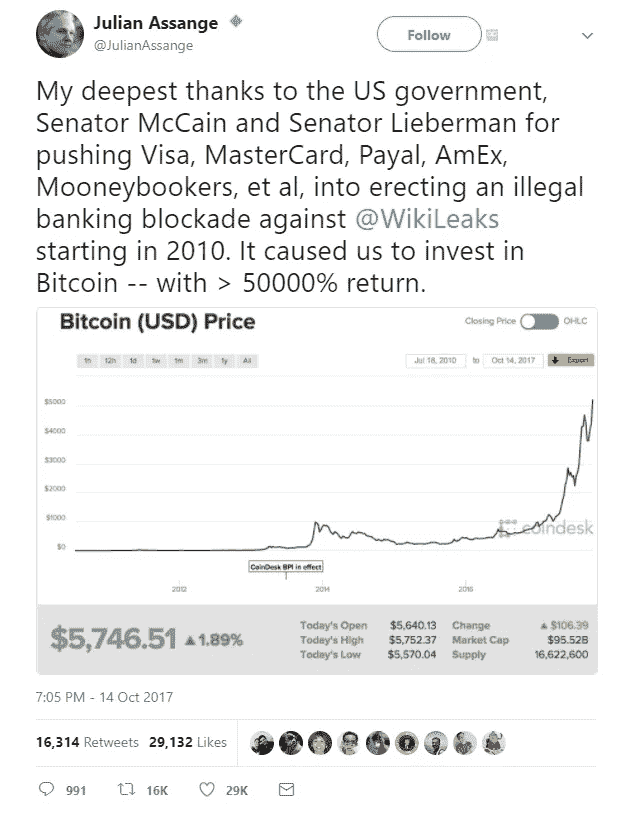 Julian Assange
@JulianAssange
Follow
My deepest thanks to the US government,
Senator McCain and Senator Lieberman for
pushing Visa, MasterCard, Payal, AmEx,
Mooneybookers, et al, into erecting an illegal
banking blockade against @WikiLeaks
starting in 2010. It caused us to invest in
Bitcoin -- with > 50000% return.
Bitcoin (USD) Price
Closing Price OHLC
1h 12h 1d 1w 1m 3m 1y All
Jul 18, 2010 to Oct 14, 2017 Export
$5000
$4000
$3000
$2000
$1000
coindesk
$0
CoinDesk BPI in effect
2012 2014 2016
$5,746.51 ▲1.89%
Today's Open $5,640.13 Change ▲ $106.39
Today's High $5,752.37 Market Cap $95.52B
Today's Low $5,570.04 Supply 16,622,600
7:05 PM - 14 Oct 2017
16,314 Retweets 29,132 Likes
991 16K 29K